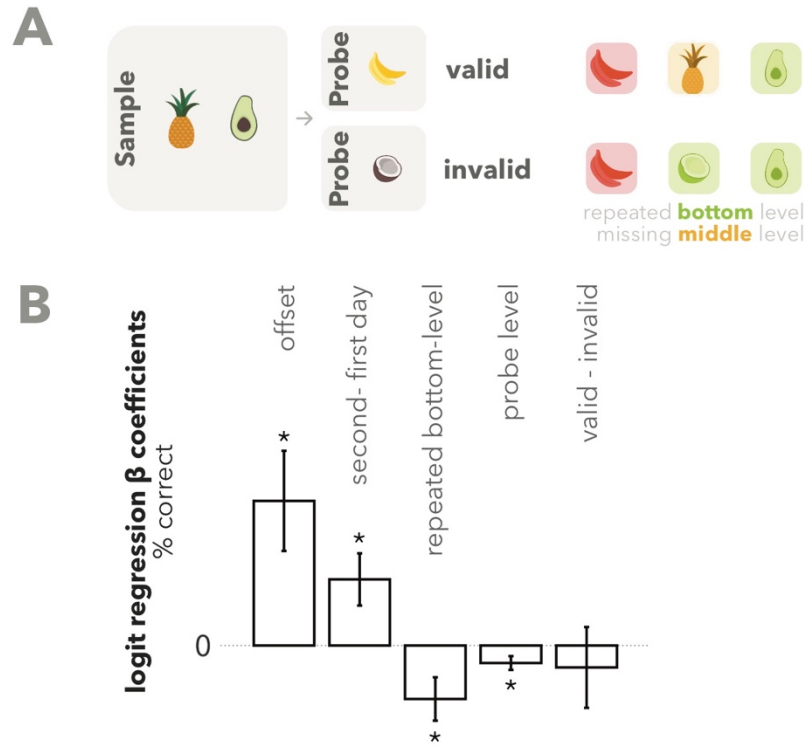 A
Sample
Probe
valid
Probe
invalid
repeated bottom level
missing middle level
B
offset
second- first day
repeated bottom-level
probe level
valid - invalid
logit regression β coefficients
% correct
*
*
*
*
0